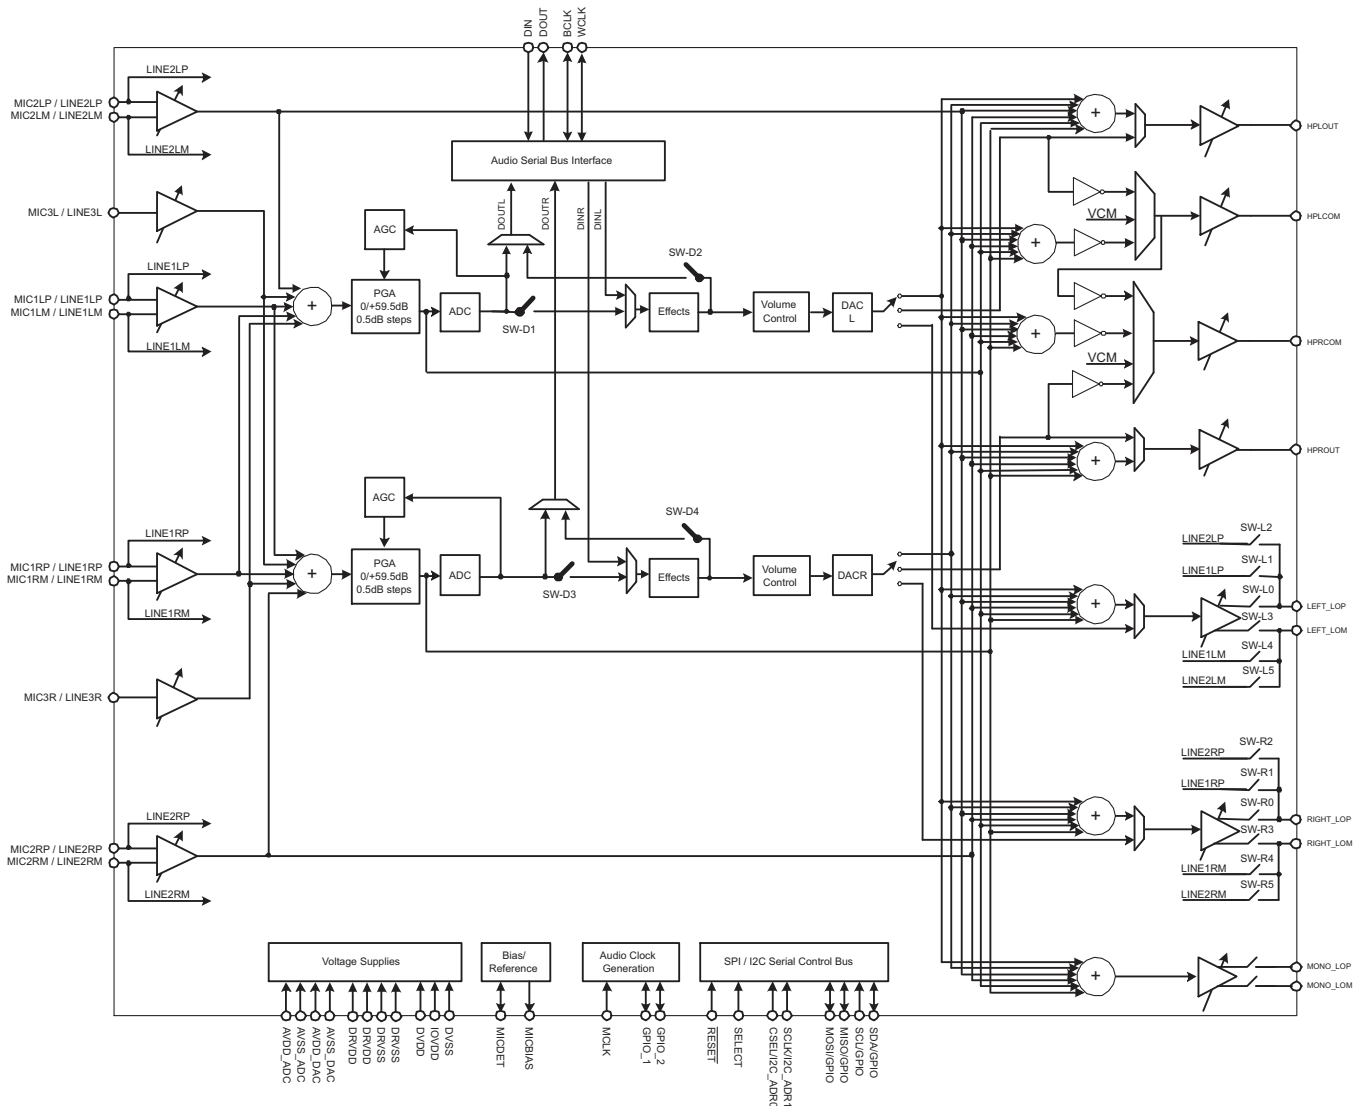 DIN
DOUT
BCLK
WCLK
LINE2LP
MIC2LP / LINE2LP
MIC2LM / LINE2LM
LINE2LM
+
HPLOUT
Audio Serial Bus Interface
DOUTL
DOUTR
DINR
DINL
MIC3L / LINE3L
VCM
HPLCOM
AGC
SW-D2
+
LINE1LP
MIC1LP / LINE1LP
MIC1LM / LINE1LM
+
PGA
0/+59.5dB
0.5dB steps
ADC
SW-D1
Effects
Volume
Control
DAC
L
+
HPRCOM
LINE1LM
VCM
HPROUT
+
AGC
SW-D4
LINE1RP
MIC1RP / LINE1RP
MIC1RM / LINE1RM
+
PGA
0/+59.5dB
0.5dB steps
ADC
SW-D3
Effects
Volume
Control
DACR
LINE1RM
SW-L2
LINE2LP
SW-L1
LINE1LP
SW-L0
+
LEFT_LOP
SW-L3
LEFT_LOM
SW-L4
LINE1LM
SW-L5
LINE2LM
MIC3R / LINE3R
SW-R2
LINE2RP
SW-R1
LINE1RP
SW-R0
LINE2RP
+
RIGHT_LOP
SW-R3
RIGHT_LOM
MIC2RP / LINE2RP
MIC2RM / LINE2RM
SW-R4
LINE1RM
SW-R5
LINE2RM
LINE2RM
Voltage Supplies
Bias/
Reference
Audio Clock
Generation
SPI / I2C Serial Control Bus
+
MONO_LOP
MONO_LOM
AVDD_ADC
AVSS_ADC
AVDD_DAC
AVSS_DAC
DRVDD
DRVDD
DRVSS
DRVSS
DVDD
IOVDD
DVSS
MICDET
MICBIAS
MCLK
GPIO_1
GPIO_2
RESET
SELECT
CSEL/I2C_ADR0
SCLK/I2C_ADR1
MOSI/GPIO
MISO/GPIO
SCL/GPIO
SDA/GPIO